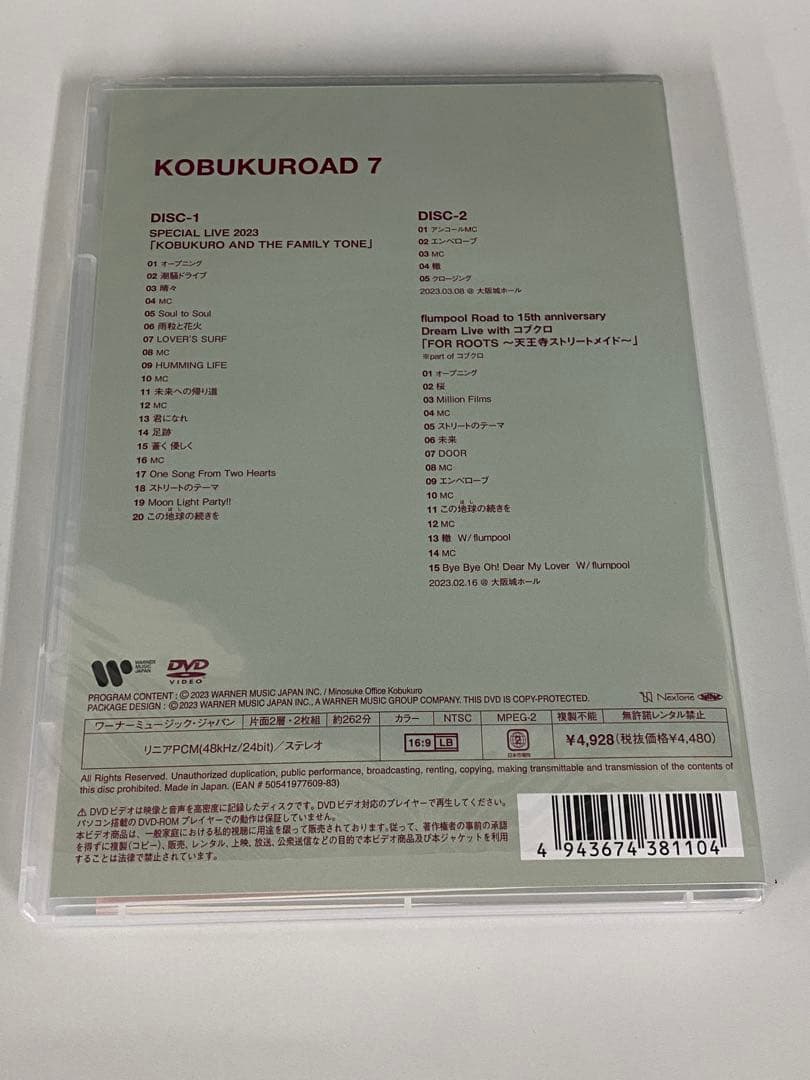 KOBUKUROAD 7
DISC-1
SPECIAL LIVE 2023
「KOBUKURO AND THE FAMILY TONE」
01 オープニング
02 潮騒ドライブ
03 晴々
04 MC
05 Soul to Soul
06 雨粒と花火
07 LOVER'S SURF
08 MC
09 HUMMING LIFE
10 MC
11 未来への帰り道
12 MC
13 君になれ
14 足跡
15 蒼く 優しく
16 MC
17 One Song From Two Hearts
18 ストリートのテーマ
19 Moon Light Party!!
20 この地球の続きを
ほし
DISC-2
01 アンコールMC
02 エンベロープ
03 MC
04 轍
05 クロージング
2023.03.08 @ 大阪城ホール
flumpool Road to 15th anniversary
Dream Live with コブクロ
「FOR ROOTS 〜天王寺ストリートメイド〜」
※part of コブクロ
01 オープニング
02 桜
03 Million Films
04 MC
05 ストリートのテーマ
06 未来
07 DOOR
08 MC
09 エンベロープ
10 MC
11 この地球の続きを
ほし
12 MC
13 轍 W/ flumpool
14 MC
15 Bye Bye Oh! Dear My Lover W/ flumpool
2023.02.16 @ 大阪城ホール
WARNER MUSIC JAPAN
DVD VIDEO
PROGRAM CONTENT : ©2023 WARNER MUSIC JAPAN INC. / Minosuke Office Kobukuro
PACKAGE DESIGN : ©2023 WARNER MUSIC JAPAN INC., A WARNER MUSIC GROUP COMPANY. THIS DVD IS COPY-PROTECTED.
NexTone
ワーナーミュージック・ジャパン 片面2層・2枚組 約262分 カラー NTSC MPEG-2 複製不能 無許諾レンタル禁止
リニアPCM(48kHz/24bit)/ステレオ 16:9 LB 2 日本市場向 ¥4,928(税抜価格¥4,480)
All Rights Reserved. Unauthorized duplication, public performance, broadcasting, renting, copying, making transmittable and transmission of the contents of
this disc prohibited. Made in Japan. (EAN # 50541977609-83)
⚠DVDビデオは映像と音声を高密度に記録したディスクです。DVDビデオ対応のプレイヤーで再生してください。
パソコン搭載のDVD-ROMプレイヤーでの動作は保証していません。
本ビデオ商品は、一般家庭における私的視聴に用途を限って販売されております。従って、著作権者の事前の承諾
を得ずに複製(コピー)、販売、レンタル、上映、放送、公衆送信などの目的で本ビデオ商品及び本ジャケットを利用
することは法律で禁止されています。
4 943674 381104